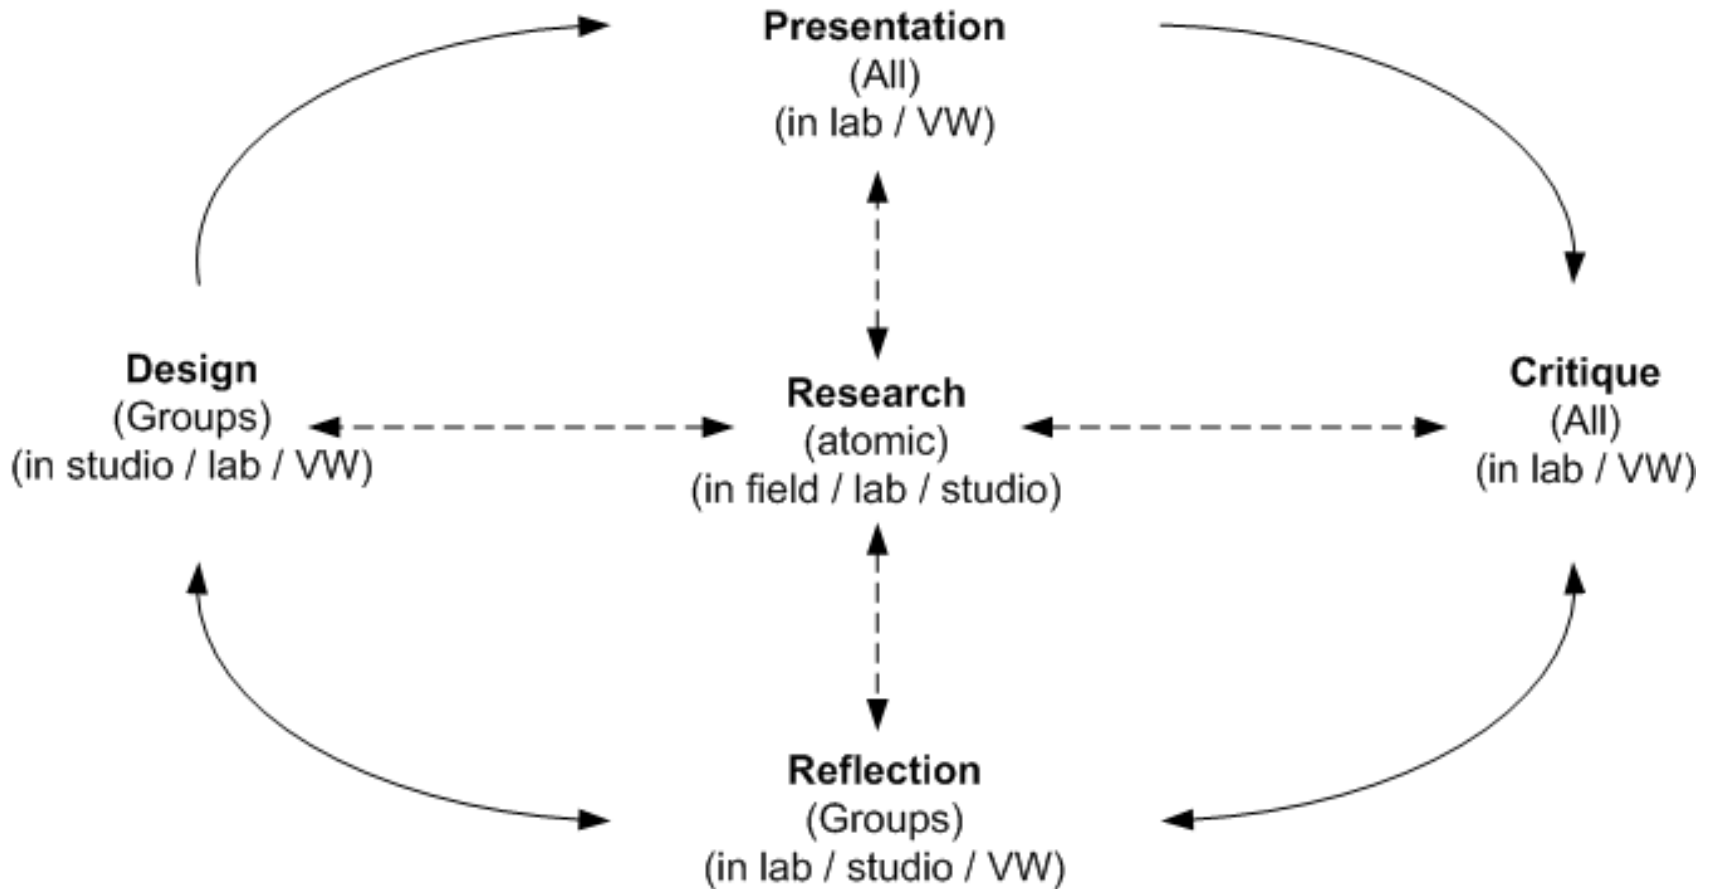 Presentation
(All)
(in lab / VW)
Design
(Groups)
(in studio / lab / VW)
Research
(atomic)
(in field / lab / studio)
Critique
(All)
(in lab / VW)
Reflection
(Groups)
(in lab / studio / VW)